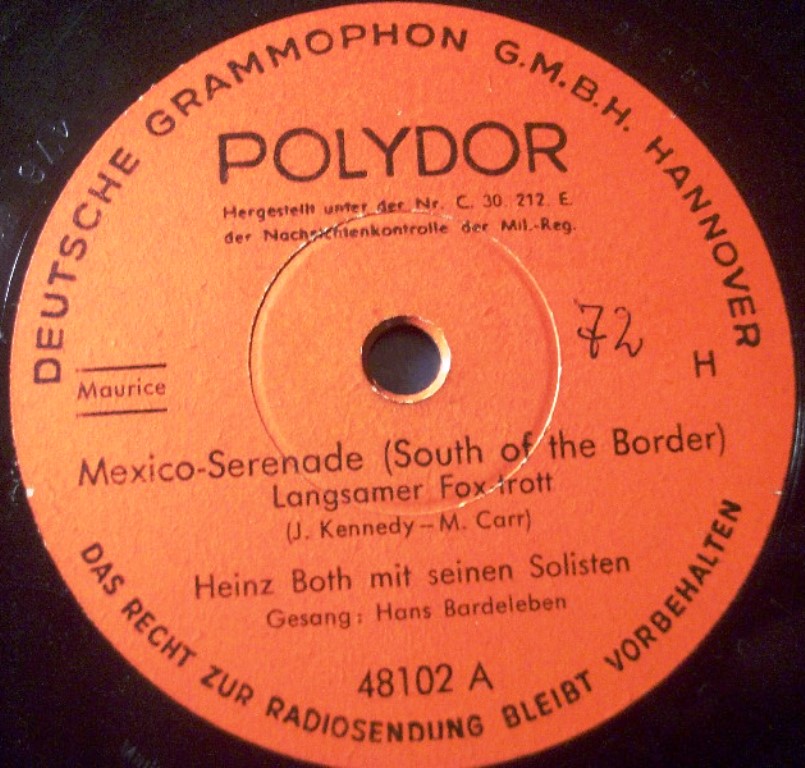 DEUTSCHE GRAMMOPHON G.M.B.H. HANNOVER
POLYDOR
Hergestellt unter der Nr. C. 30. 212. E.
der Nachrichtenkontrolle der Mil.-Reg.
72
H
Maurice
Mexico-Serenade (South of the Border)
Langsamer Fox-trott
(J. Kennedy – M. Carr)
Heinz Both mit seinen Solisten
Gesang: Hans Bardeleben
48102 A
DAS RECHT ZUR RADIOSENDUNG BLEIBT VORBEHALTEN